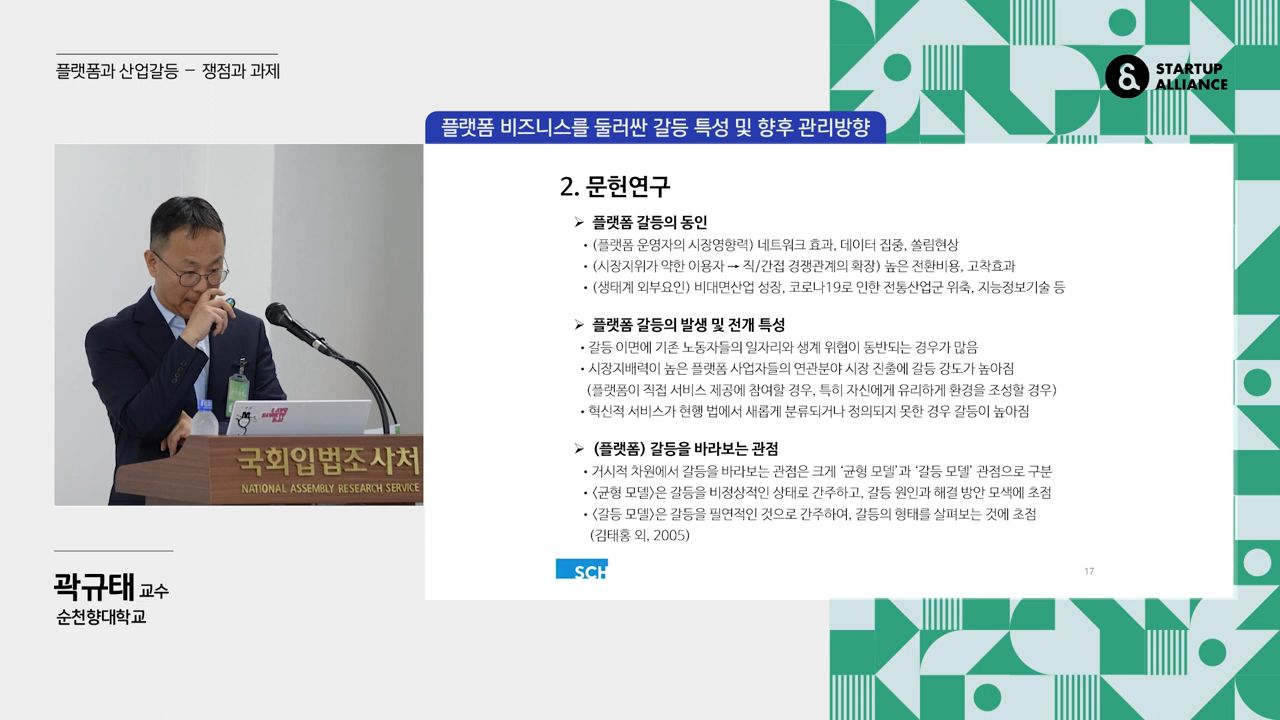 플랫폼과 산업갈등 – 쟁점과 과제
STARTUP
ALLIANCE
플랫폼 비즈니스를 둘러싼 갈등 특성 및 향후 관리방향
2. 문헌연구
➢ 플랫폼 갈등의 동인
• (플랫폼 운영자의 시장영향력) 네트워크 효과, 데이터 집중, 쏠림현상
• (시장지위가 약한 이용자 → 직/간접 경쟁관계의 확장) 높은 전환비용, 고착효과
• (생태계 외부요인) 비대면산업 성장, 코로나19로 인한 전통산업군 위축, 지능정보기술 등
➢ 플랫폼 갈등의 발생 및 전개 특성
• 갈등 이면에 기존 노동자들의 일자리와 생계 위협이 동반되는 경우가 많음
• 시장지배력이 높은 플랫폼 사업자들의 연관분야 시장 진출에 갈등 강도가 높아짐
(플랫폼이 직접 서비스 제공에 참여할 경우, 특히 자신에게 유리하게 환경을 조성할 경우)
• 혁신적 서비스가 현행 법에서 새롭게 분류되거나 정의되지 못한 경우 갈등이 높아짐
➢ (플랫폼) 갈등을 바라보는 관점
• 거시적 차원에서 갈등을 바라보는 관점은 크게 ‘균형 모델’과 ‘갈등 모델’ 관점으로 구분
• <균형 모델>은 갈등을 비정상적인 상태로 간주하고, 갈등 원인과 해결 방안 모색에 초점
• <갈등 모델>은 갈등을 필연적인 것으로 간주하여, 갈등의 형태를 살펴보는 것에 초점
(김태홍 외, 2005)
SCH
17
국회입법조사처
NATIONAL ASSEMBLY RESEARCH SERVICE
곽규태 교수
순천향대학교